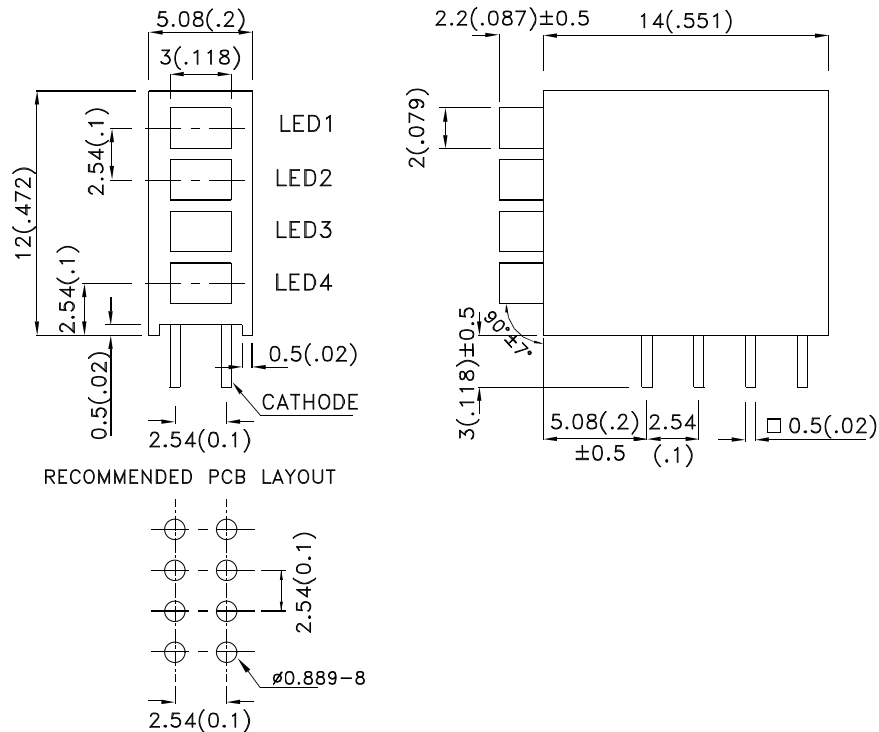 5.08(.2)
3(.118)
12(.472)
2.54(.1)
2.54(.1)
LED1
LED2
LED3
LED4
0.5(.02)
0.5(.02)
CATHODE
2.54(0.1)
2.2(.087)±0.5
14(.551)
2(.079)
90°±7°
3(.118)±0.5
5.08(.2)
±0.5
2.54
(.1)
□ 0.5(.02)
RECOMMENDED PCB LAYOUT
2.54(0.1)
ø0.889-8
2.54(0.1)